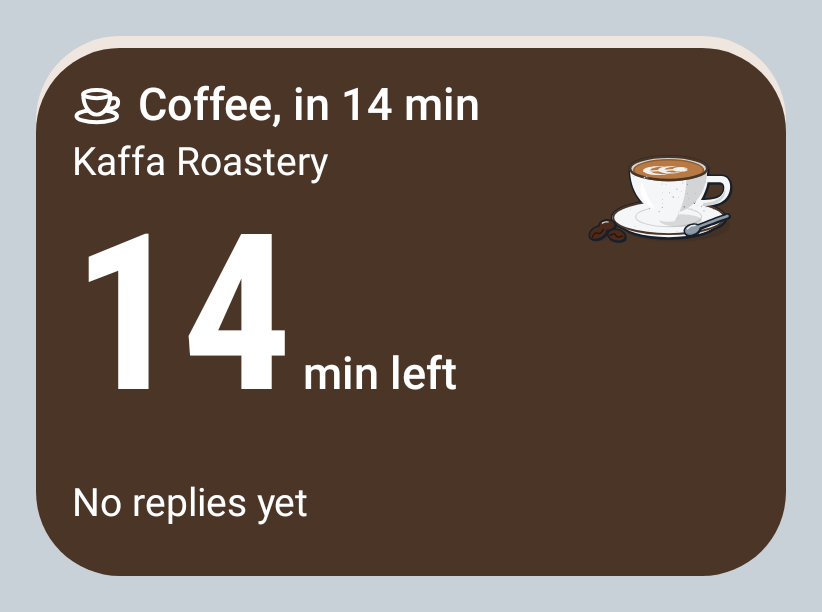 Coffee, in 14 min
Kaffa Roastery
14 min left
No replies yet